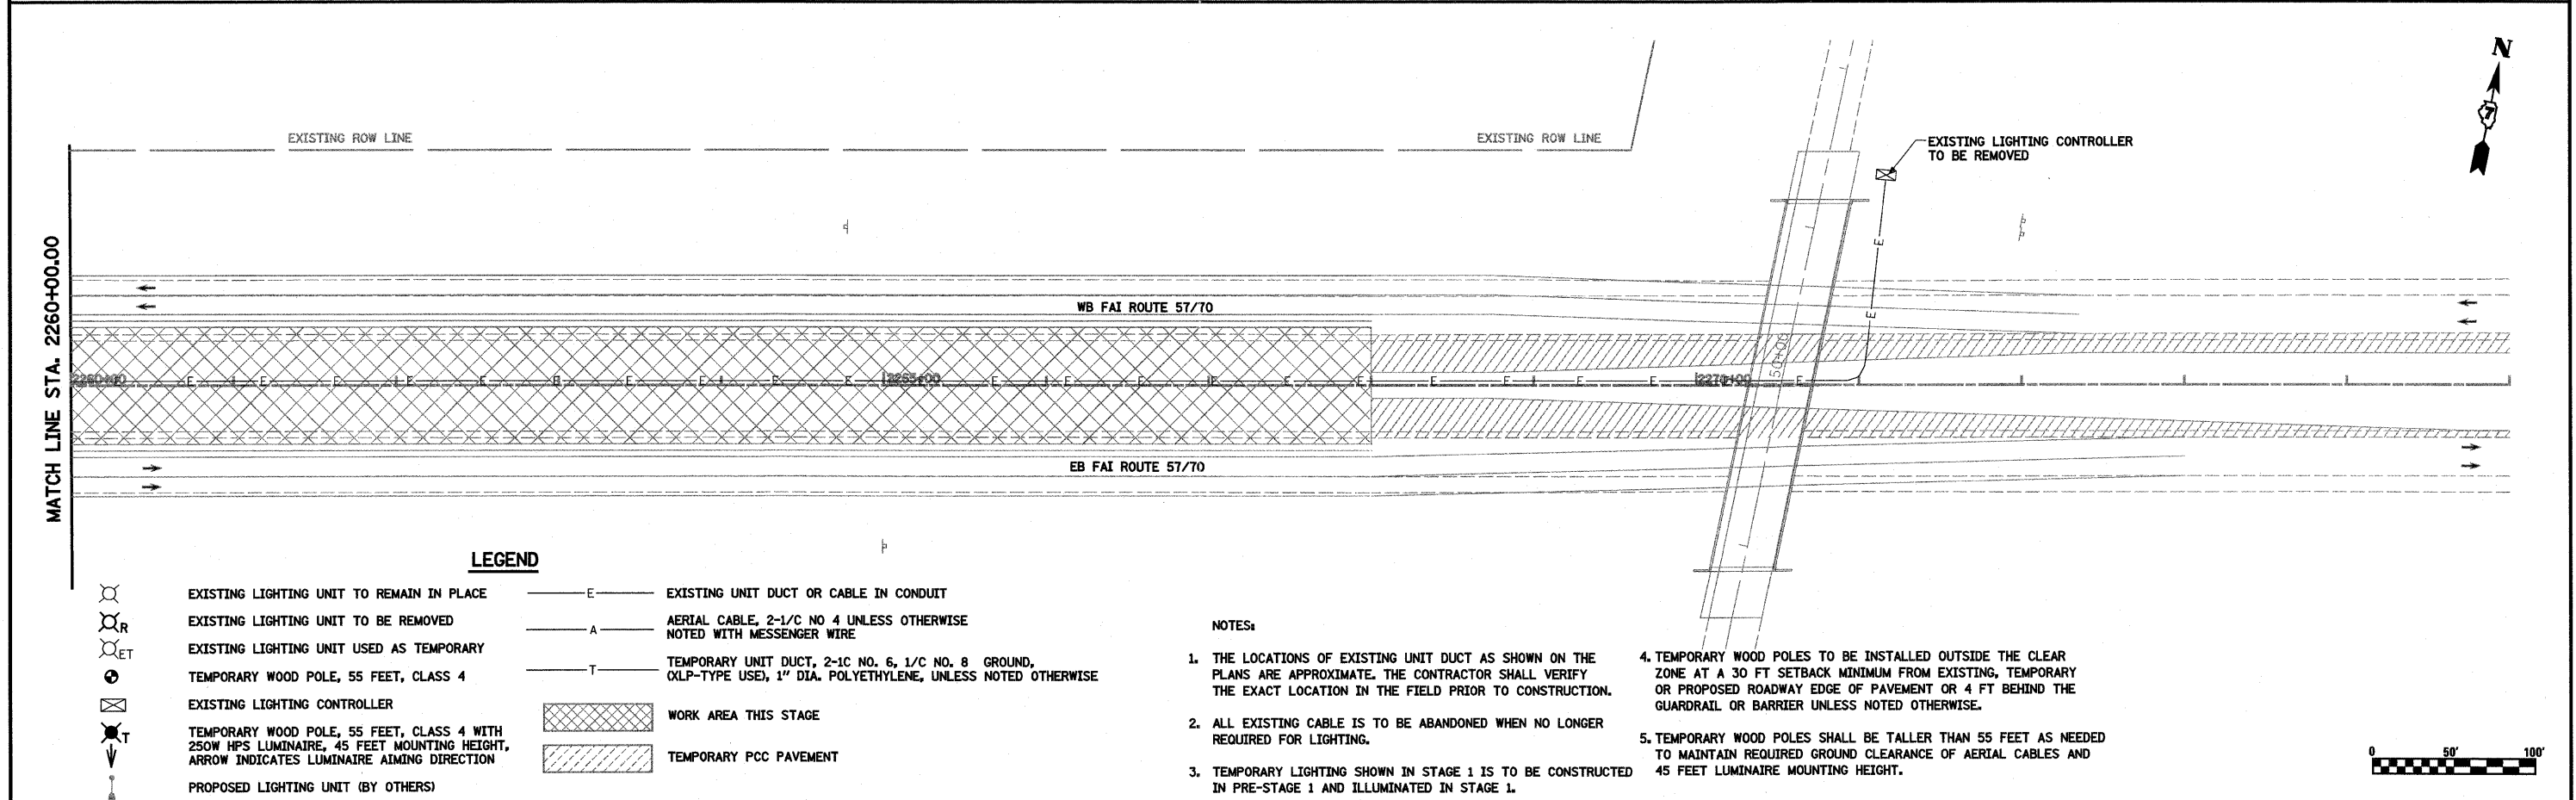 N
7
EXISTING ROW LINE
EXISTING ROW LINE
EXISTING LIGHTING CONTROLLER
TO BE REMOVED
MATCH LINE STA. 2260+00.00
WB FAI ROUTE 57/70
2260+00
E E E E E E E E E E
2265+00
E E E E E E E E E E
2270+00
E
E
E
50+00
EB FAI ROUTE 57/70
LEGEND
EXISTING LIGHTING UNIT TO REMAIN IN PLACE
R
EXISTING LIGHTING UNIT TO BE REMOVED
ET
EXISTING LIGHTING UNIT USED AS TEMPORARY
TEMPORARY WOOD POLE, 55 FEET, CLASS 4
EXISTING LIGHTING CONTROLLER
T
TEMPORARY WOOD POLE, 55 FEET, CLASS 4 WITH
250W HPS LUMINAIRE, 45 FEET MOUNTING HEIGHT,
ARROW INDICATES LUMINAIRE AIMING DIRECTION
PROPOSED LIGHTING UNIT (BY OTHERS)
E
EXISTING UNIT DUCT OR CABLE IN CONDUIT
A
AERIAL CABLE, 2-1/C NO 4 UNLESS OTHERWISE
NOTED WITH MESSENGER WIRE
T
TEMPORARY UNIT DUCT, 2-1C NO. 6, 1/C NO. 8 GROUND,
(XLP-TYPE USE), 1" DIA. POLYETHYLENE, UNLESS NOTED OTHERWISE
WORK AREA THIS STAGE
TEMPORARY PCC PAVEMENT
NOTES:
1. THE LOCATIONS OF EXISTING UNIT DUCT AS SHOWN ON THE
PLANS ARE APPROXIMATE. THE CONTRACTOR SHALL VERIFY
THE EXACT LOCATION IN THE FIELD PRIOR TO CONSTRUCTION.
2. ALL EXISTING CABLE IS TO BE ABANDONED WHEN NO LONGER
REQUIRED FOR LIGHTING.
3. TEMPORARY LIGHTING SHOWN IN STAGE 1 IS TO BE CONSTRUCTED
IN PRE-STAGE 1 AND ILLUMINATED IN STAGE 1.
4. TEMPORARY WOOD POLES TO BE INSTALLED OUTSIDE THE CLEAR
ZONE AT A 30 FT SETBACK MINIMUM FROM EXISTING, TEMPORARY
OR PROPOSED ROADWAY EDGE OF PAVEMENT OR 4 FT BEHIND THE
GUARDRAIL OR BARRIER UNLESS NOTED OTHERWISE.
5. TEMPORARY WOOD POLES SHALL BE TALLER THAN 55 FEET AS NEEDED
TO MAINTAIN REQUIRED GROUND CLEARANCE OF AERIAL CABLES AND
45 FEET LUMINAIRE MOUNTING HEIGHT.
0 50' 100'